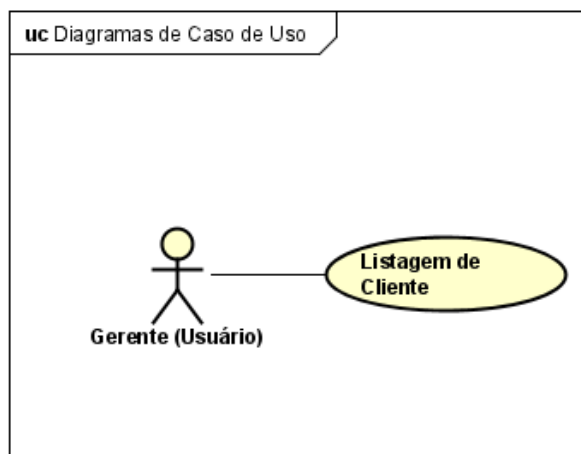 uc Diagramas de Caso de Uso
Listagem de
Cliente
Gerente (Usuário)